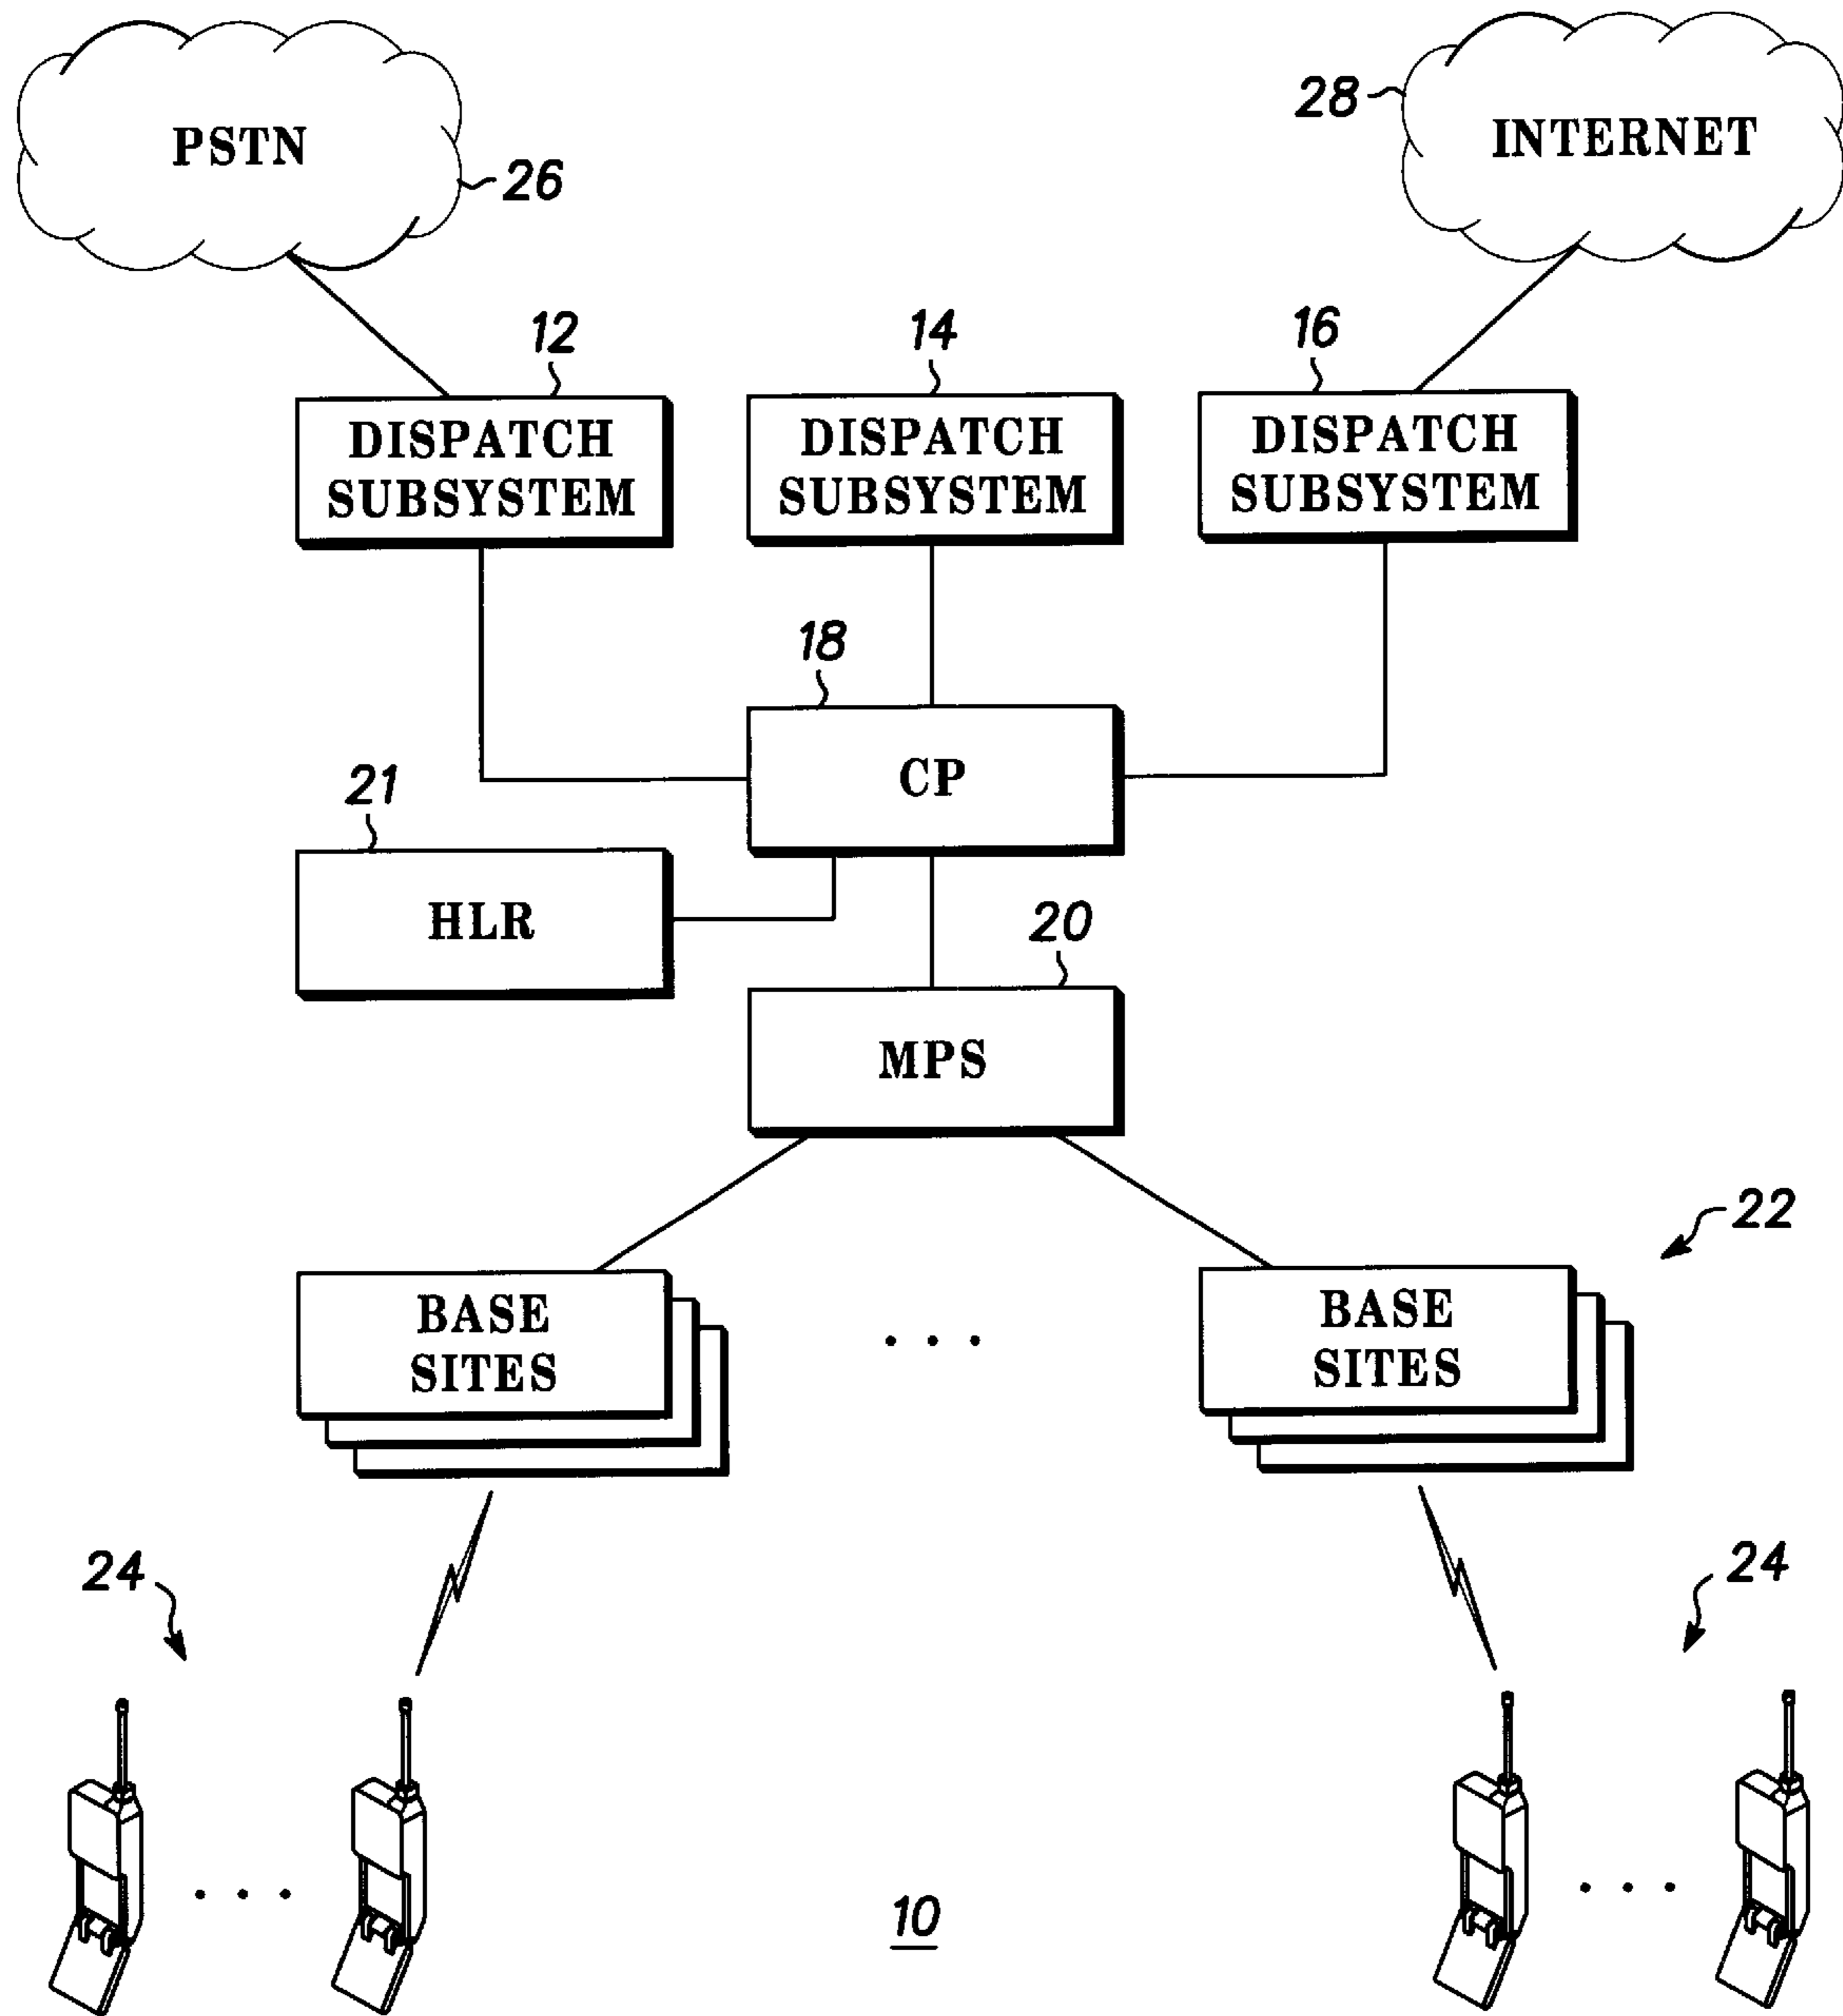 PSTN
26
28
INTERNET
12
14
16
DISPATCH
SUBSYSTEM
DISPATCH
SUBSYSTEM
DISPATCH
SUBSYSTEM
18
CP
21
HLR
20
MPS
22
BASE
SITES
. . .
BASE
SITES
24
24
. . .
. . .
10